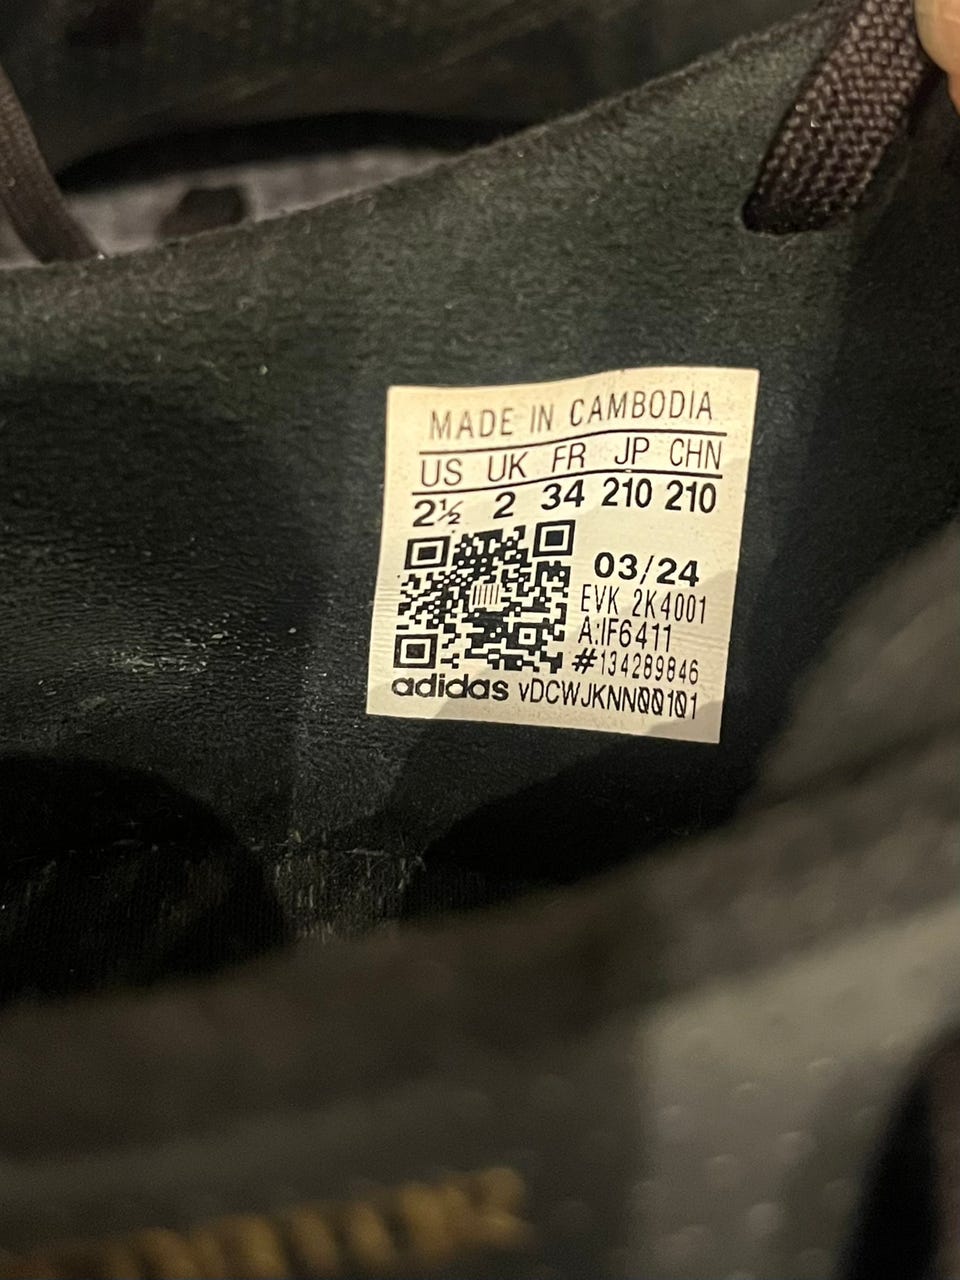 MADE IN CAMBODIA
US UK FR JP CHN
2½ 2 34 210 210
03/24
EVK 2K4001
A:IF6411
#134289846
adidas vDCWJKNNQQ1Q1